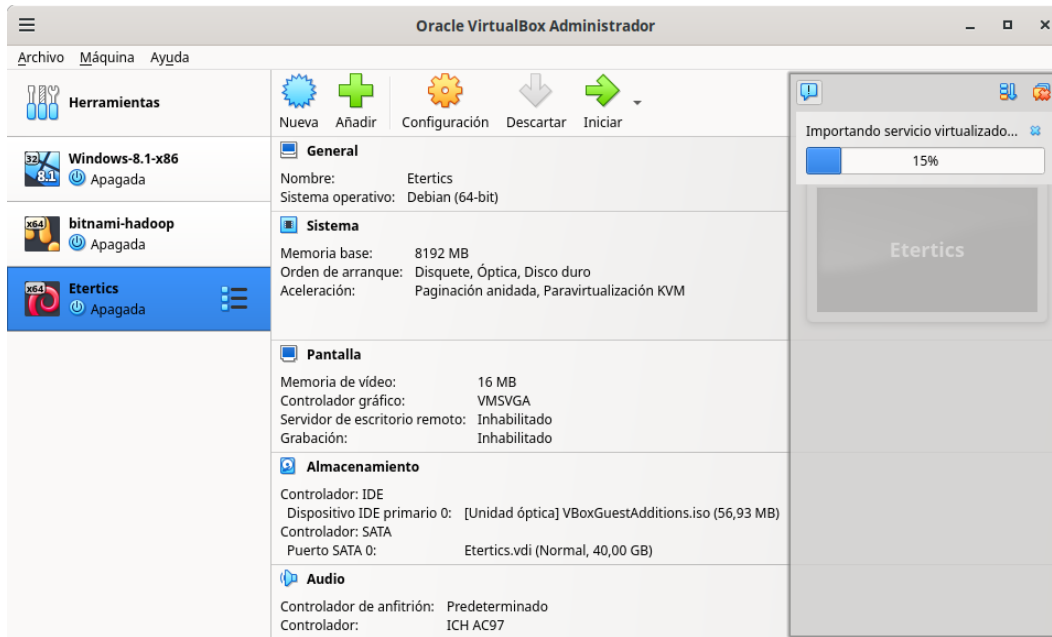 Oracle VirtualBox Administrador
Archivo Máquina Ayuda
Herramientas
Windows-8.1-x86
Apagada
bitnami-hadoop
Apagada
Etertics
Apagada
32
8.1
x64
x64
Nueva Añadir Configuración Descartar Iniciar
General
Nombre: Etertics
Sistema operativo: Debian (64-bit)
Sistema
Memoria base: 8192 MB
Orden de arranque: Disquete, Óptica, Disco duro
Aceleración: Paginación anidada, Paravirtualización KVM
Pantalla
Memoria de vídeo: 16 MB
Controlador gráfico: VMSVGA
Servidor de escritorio remoto: Inhabilitado
Grabación: Inhabilitado
Almacenamiento
Controlador: IDE
Dispositivo IDE primario 0: [Unidad óptica] VBoxGuestAdditions.iso (56,93 MB)
Controlador: SATA
Puerto SATA 0: Etertics.vdi (Normal, 40,00 GB)
Audio
Controlador de anfitrión: Predeterminado
Controlador: ICH AC97
Importando servicio virtualizado...
15%
Etertics